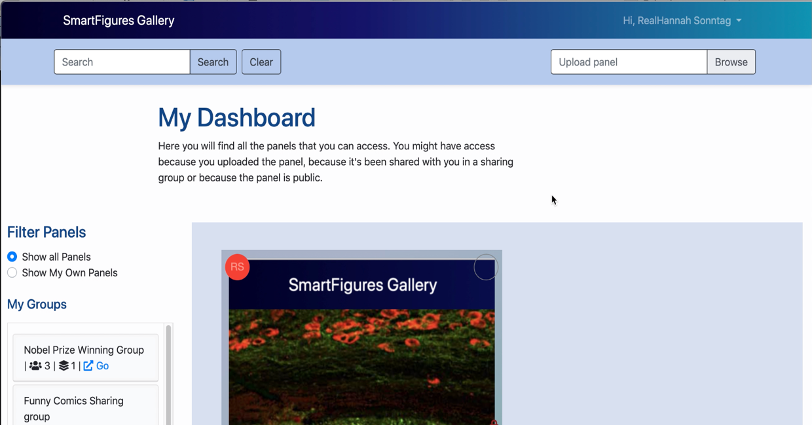 SmartFigures Gallery
Hi, RealHannah Sonntag
Search
Search
Clear
Upload panel
Browse
My Dashboard
Here you will find all the panels that you can access. You might have access
because you uploaded the panel, because it's been shared with you in a sharing
group or because the panel is public.
Filter Panels
Show all Panels
Show My Own Panels
My Groups
Nobel Prize Winning Group
| 3 | 1 | Go
Funny Comics Sharing
group
RS
SmartFigures Gallery